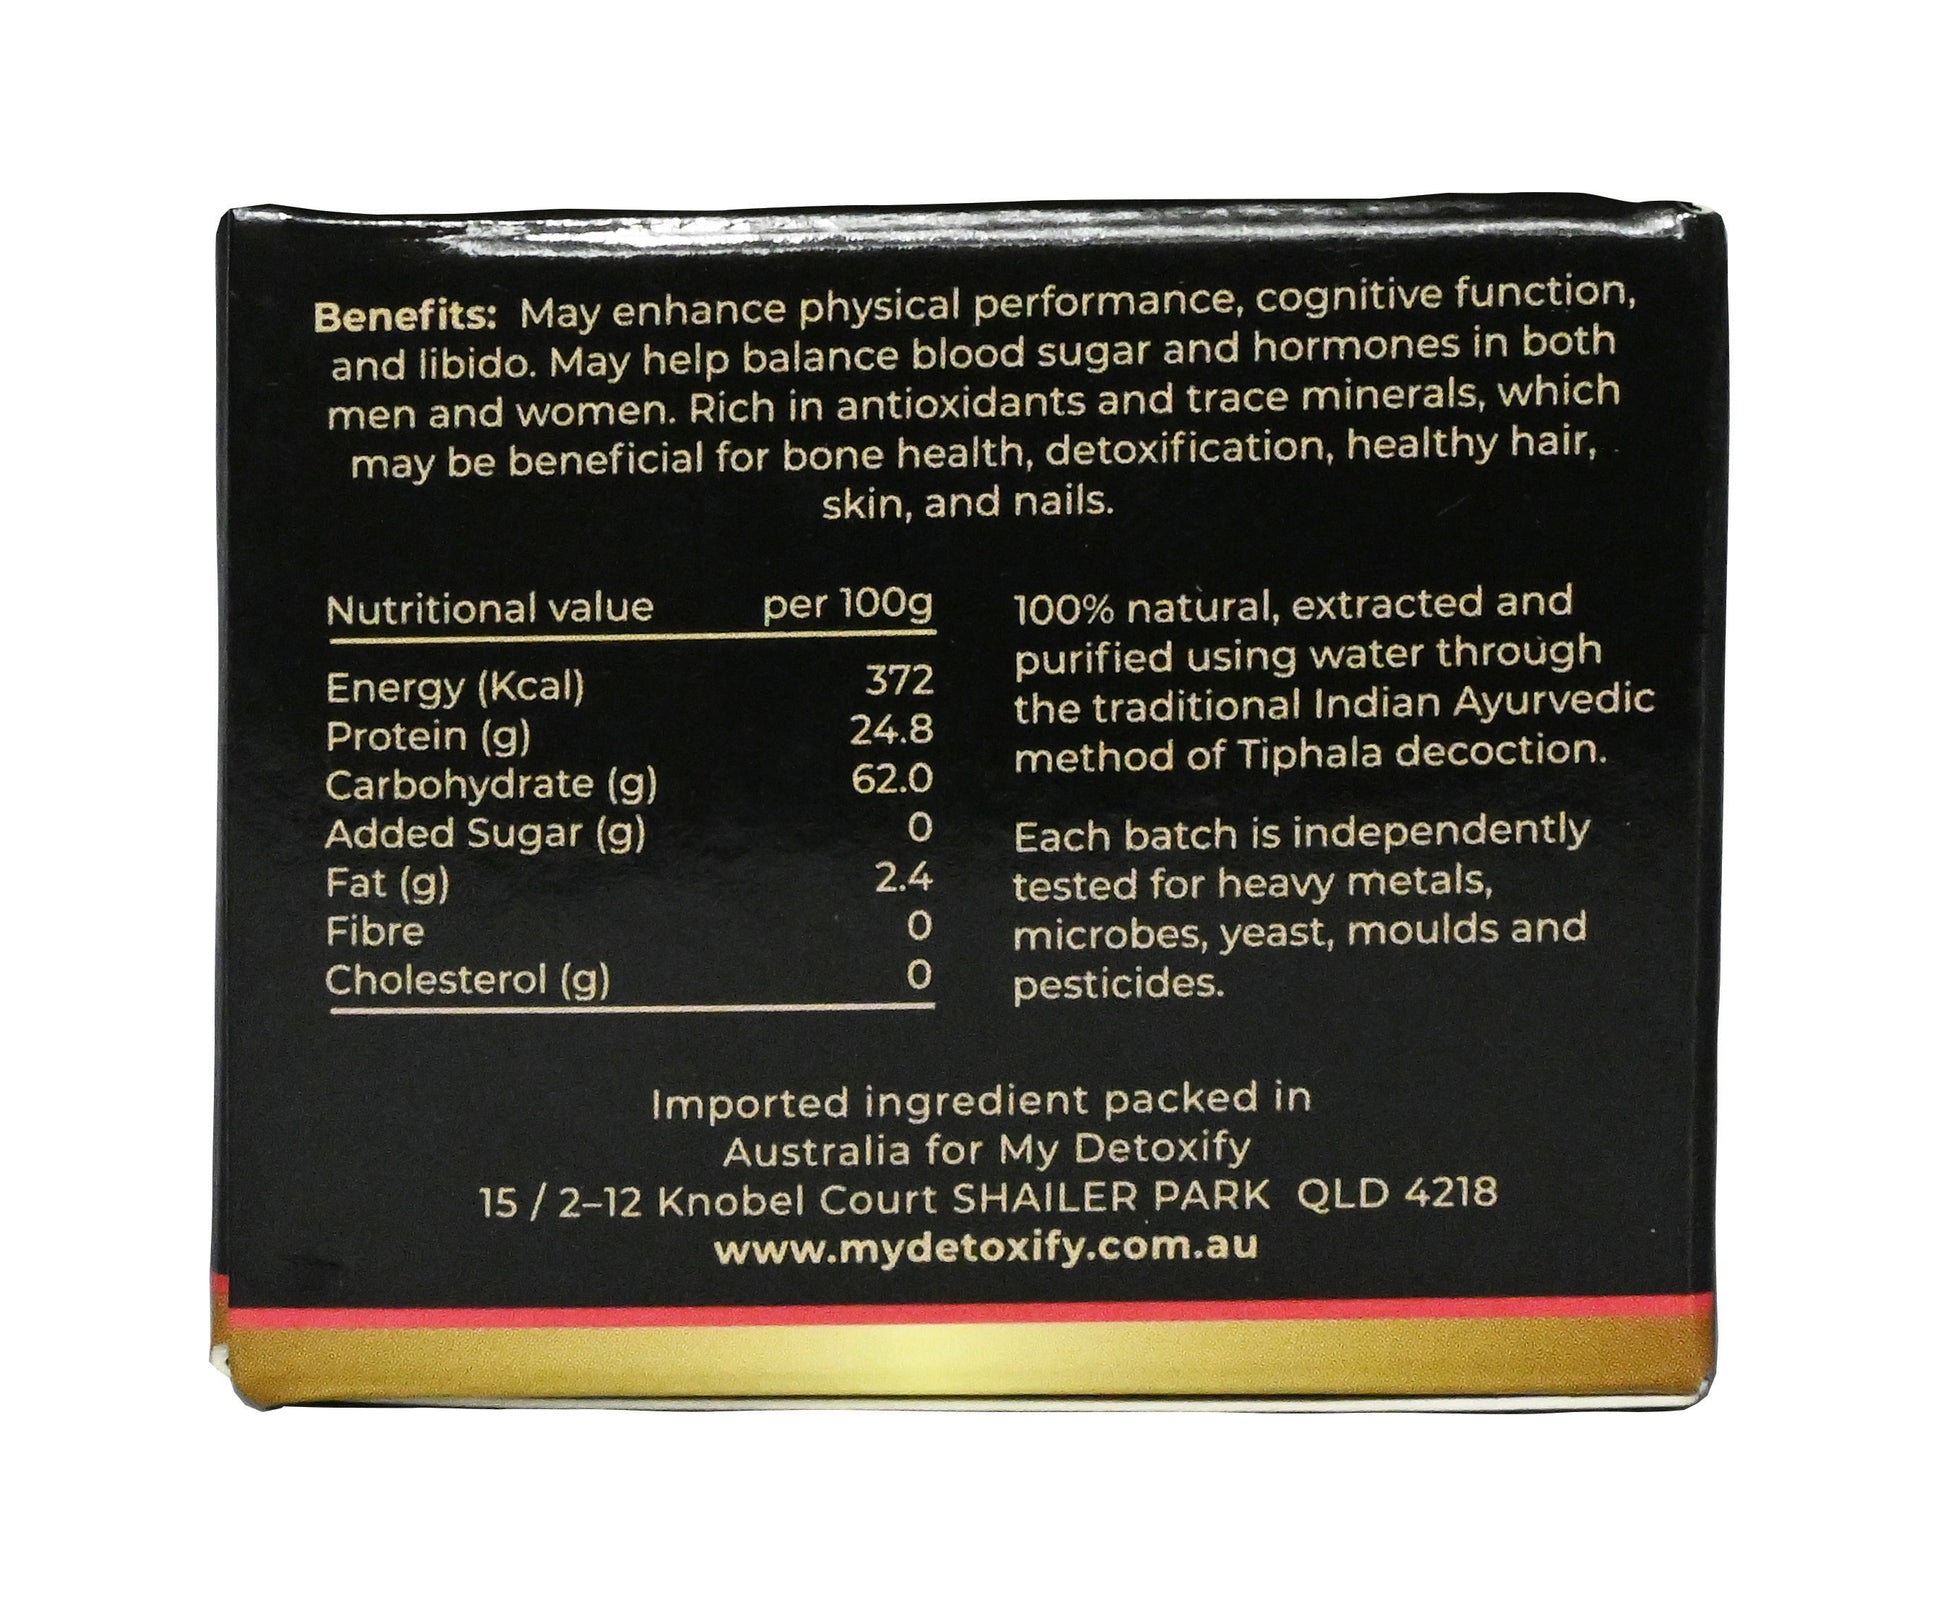 Benefits: May enhance physical performance, cognitive function,
and libido. May help balance blood sugar and hormones in both
men and women. Rich in antioxidants and trace minerals, which
may be beneficial for bone health, detoxification, healthy hair,
skin, and nails.
Nutritional value per 100g
Energy (Kcal) 372
Protein (g) 24.8
Carbohydrate (g) 62.0
Added Sugar (g) 0
Fat (g) 2.4
Fibre 0
Cholesterol (g) 0
100% natural, extracted and
purified using water through
the traditional Indian Ayurvedic
method of Tiphala decoction.
Each batch is independently
tested for heavy metals,
microbes, yeast, moulds and
pesticides.
Imported ingredient packed in
Australia for My Detoxify
15 / 2–12 Knobel Court SHAILER PARK QLD 4218
www.mydetoxify.com.au